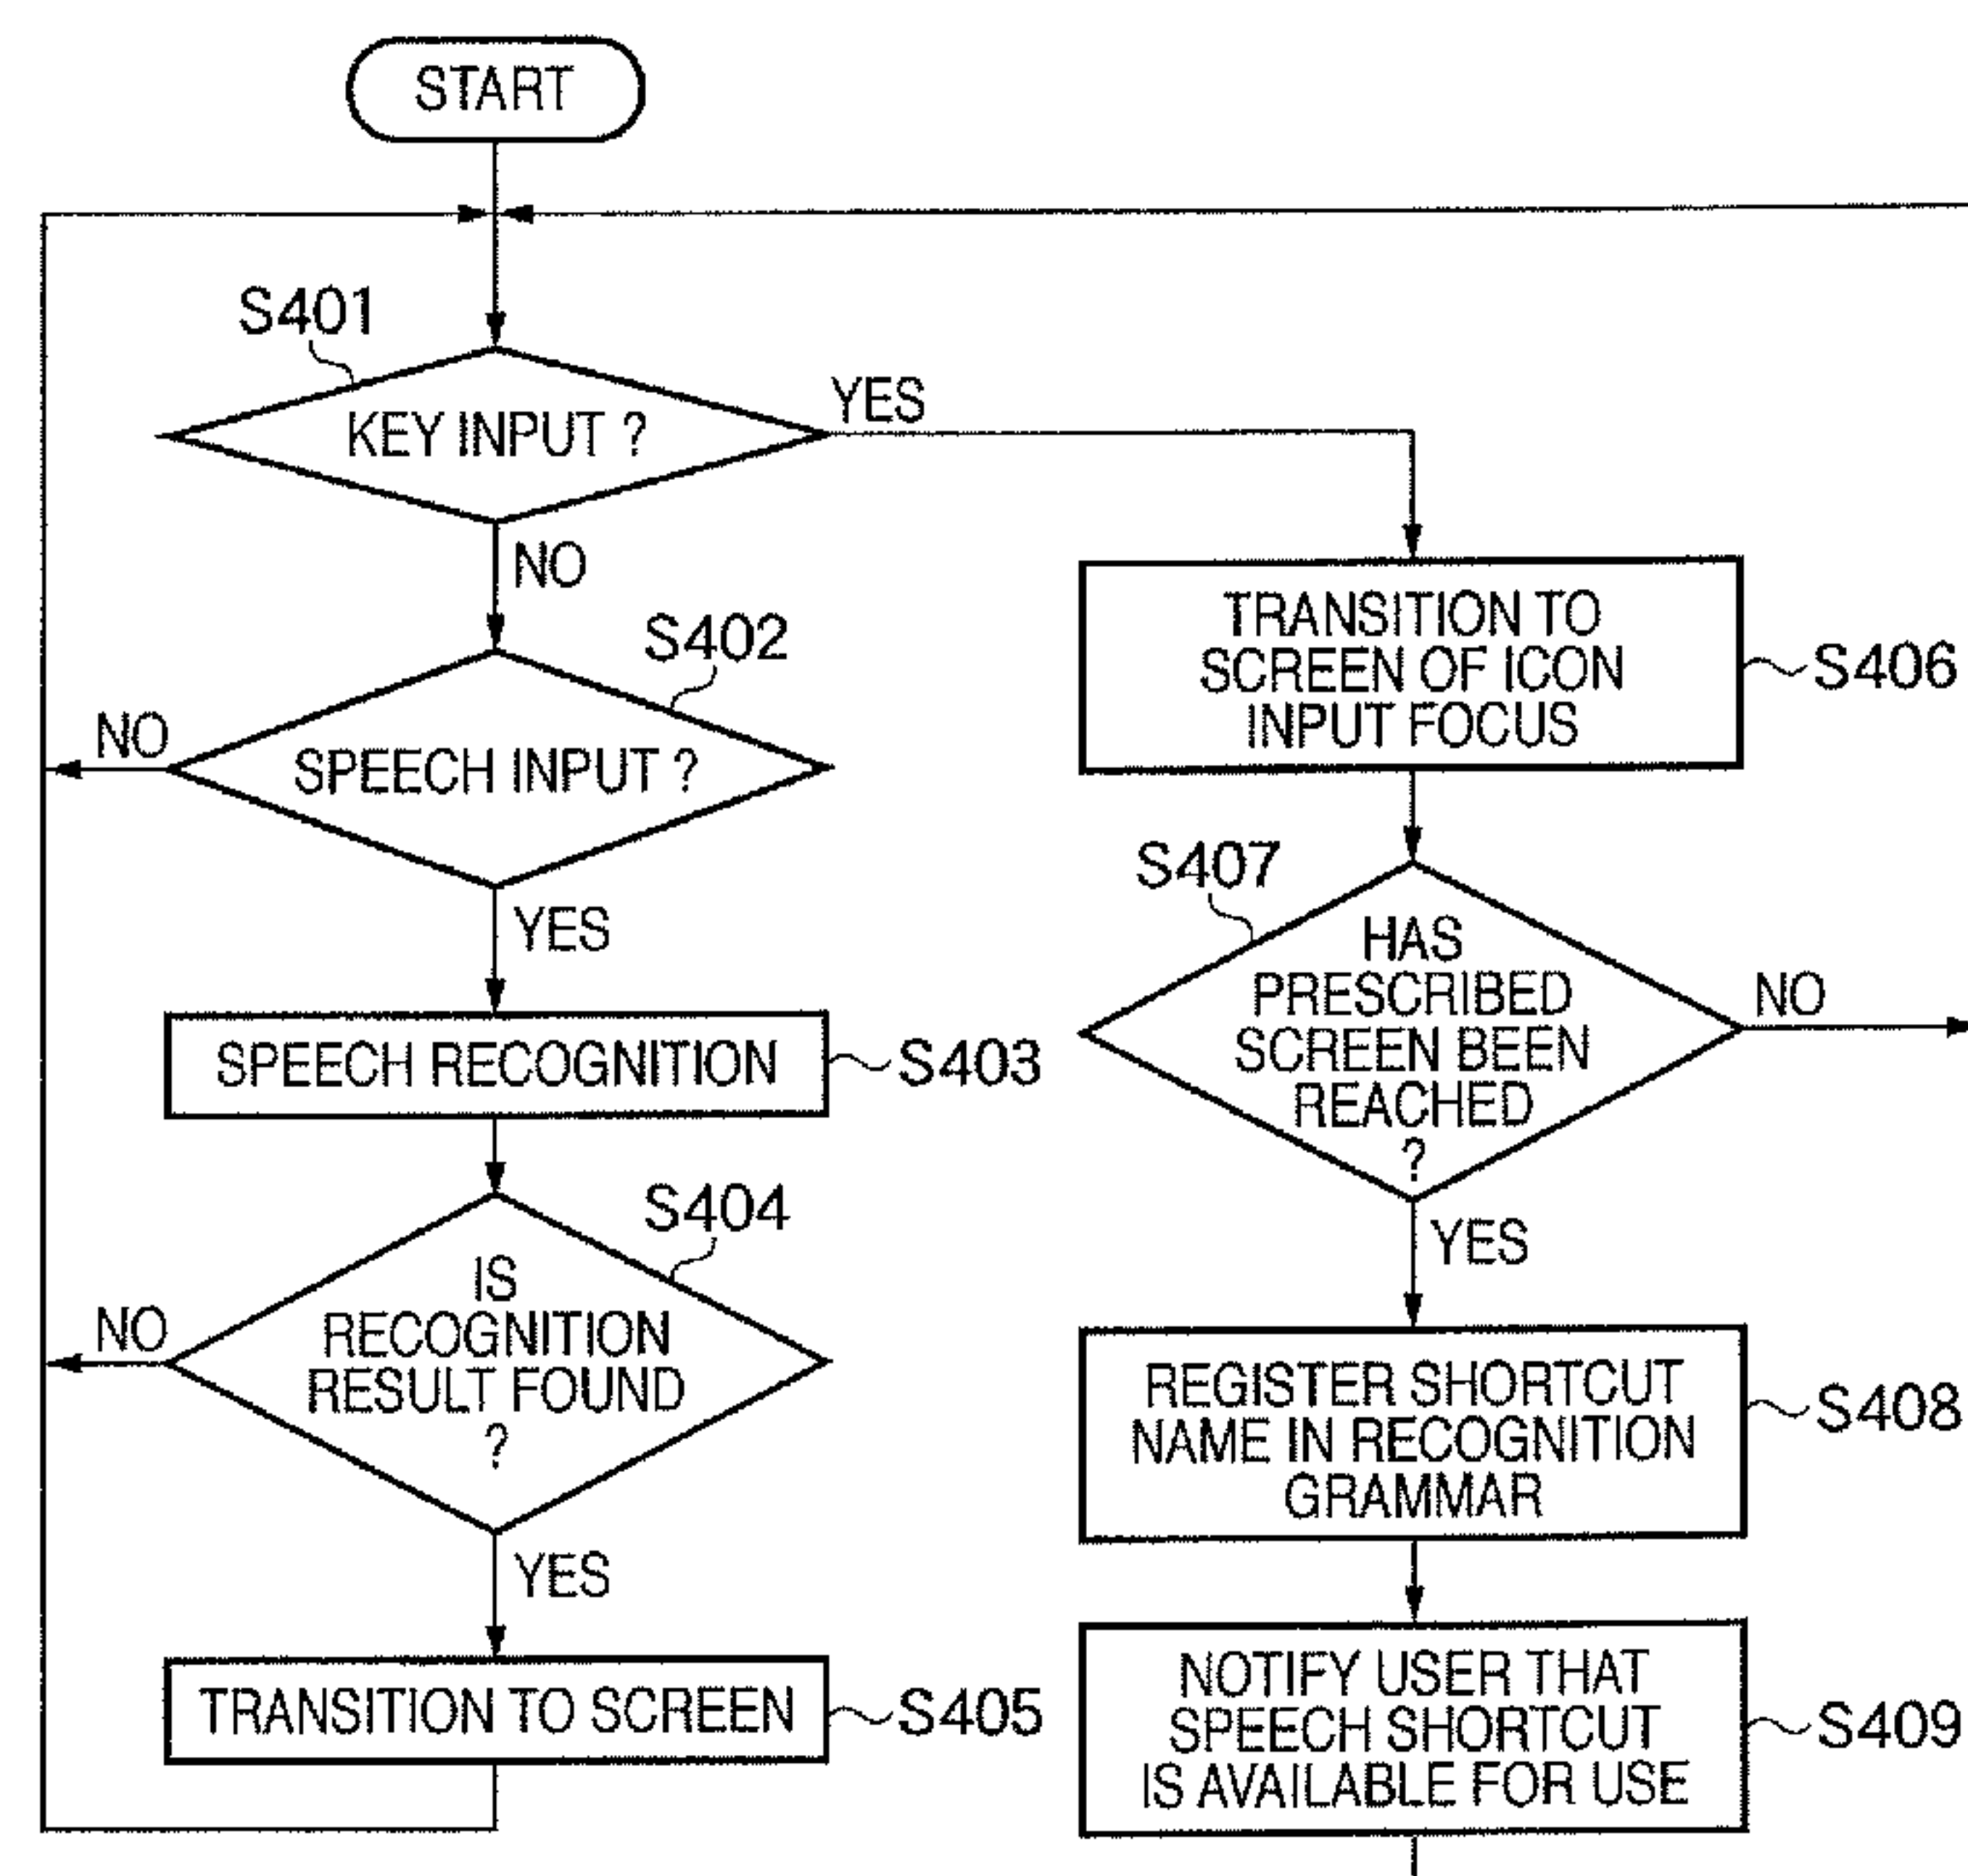 START
S401
KEY INPUT ?
YES
NO
S402
SPEECH INPUT ?
NO
YES
SPEECH RECOGNITION
S403
S404
IS
RECOGNITION
RESULT FOUND
?
NO
YES
TRANSITION TO SCREEN
S405
TRANSITION TO
SCREEN OF ICON
INPUT FOCUS
S406
S407
HAS
PRESCRIBED
SCREEN BEEN
REACHED
?
NO
YES
REGISTER SHORTCUT
NAME IN RECOGNITION
GRAMMAR
S408
NOTIFY USER THAT
SPEECH SHORTCUT
IS AVAILABLE FOR USE
S409